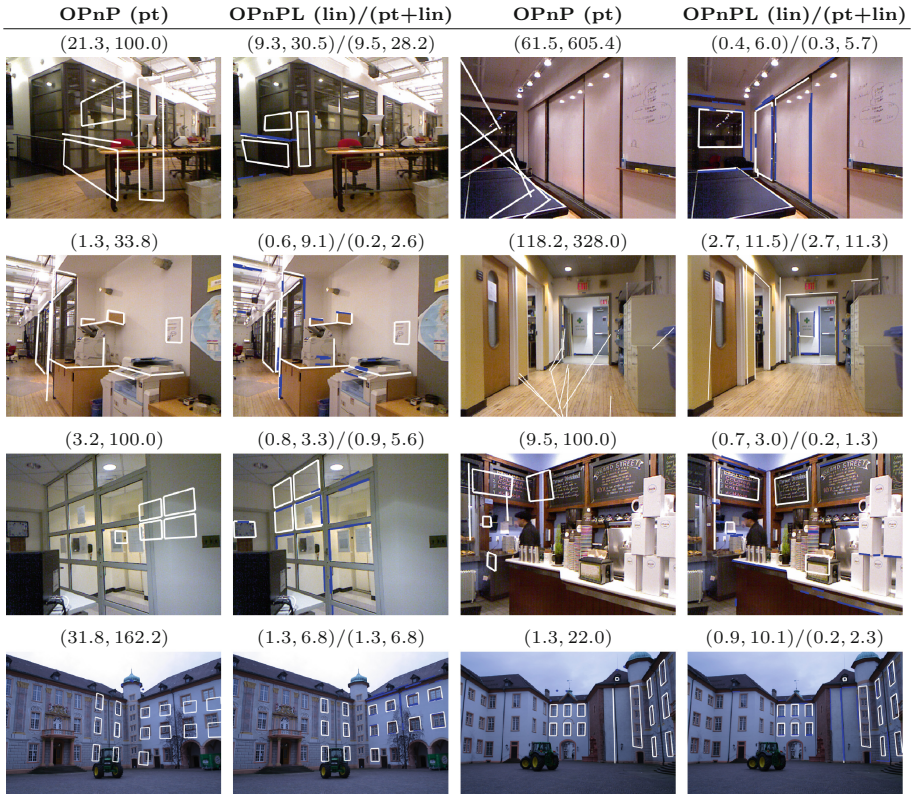 OPnP (pt) OPnPL (lin)/(pt+lin) OPnP (pt) OPnPL (lin)/(pt+lin)
(21.3, 100.0) (9.3, 30.5)/(9.5, 28.2) (61.5, 605.4) (0.4, 6.0)/(0.3, 5.7)
(1.3, 33.8) (0.6, 9.1)/(0.2, 2.6) (118.2, 328.0) (2.7, 11.5)/(2.7, 11.3)
(3.2, 100.0) (0.8, 3.3)/(0.9, 5.6) (9.5, 100.0) (0.7, 3.0)/(0.2, 1.3)
(31.8, 162.2) (1.3, 6.8)/(1.3, 6.8) (1.3, 22.0) (0.9, 10.1)/(0.2, 2.3)